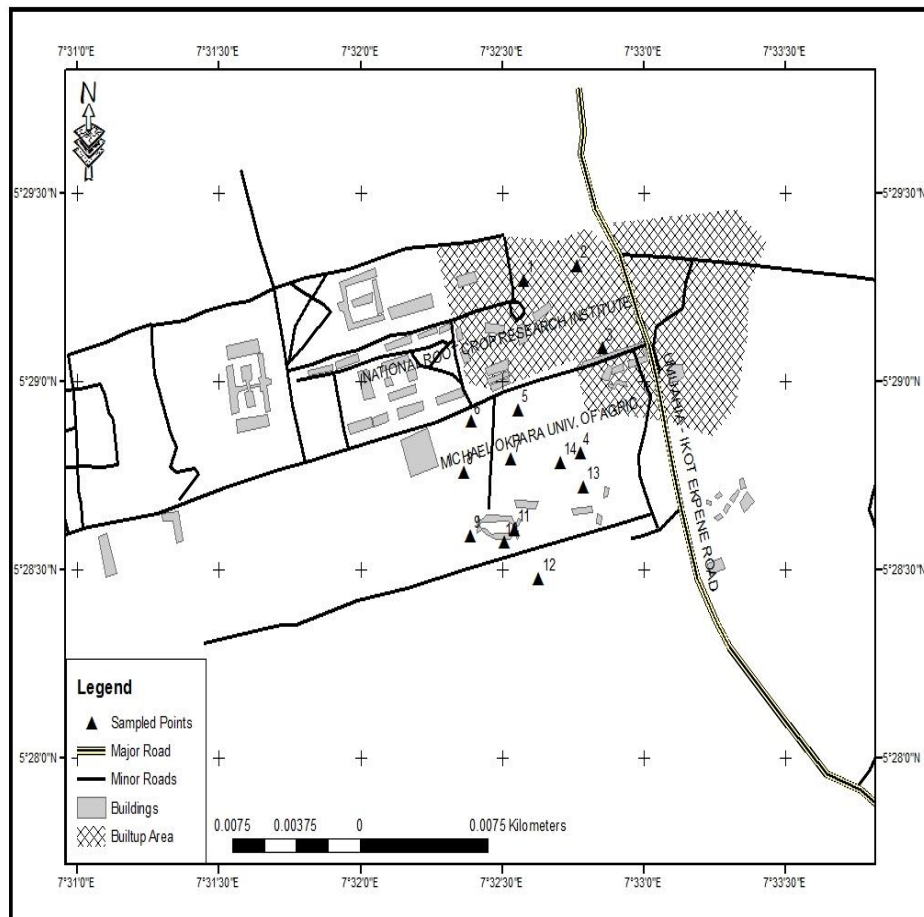 7°31'0"E 7°31'30"E 7°32'0"E 7°32'30"E 7°33'0"E 7°33'30"E
N
5°29'30"N 5°29'30"N
2
1
NATIONAL ROOT CROP RESEARCH INSTITUTE
5°29'0"N 5°29'0"N
UMUAHIA - IKOT EKPENE ROAD
5
6
MICHAEL OKPARA UNIV. OF AGRIC.
4
14
7
8
13
11
9
10
5°28'30"N 5°28'30"N
12
Legend
Sampled Points
5°28'0"N 5°28'0"N
Major Road
Minor Roads
Buildings
Builtup Area
0.0075 0.00375 0 0.0075 Kilometers
7°31'0"E 7°31'30"E 7°32'0"E 7°32'30"E 7°33'0"E 7°33'30"E